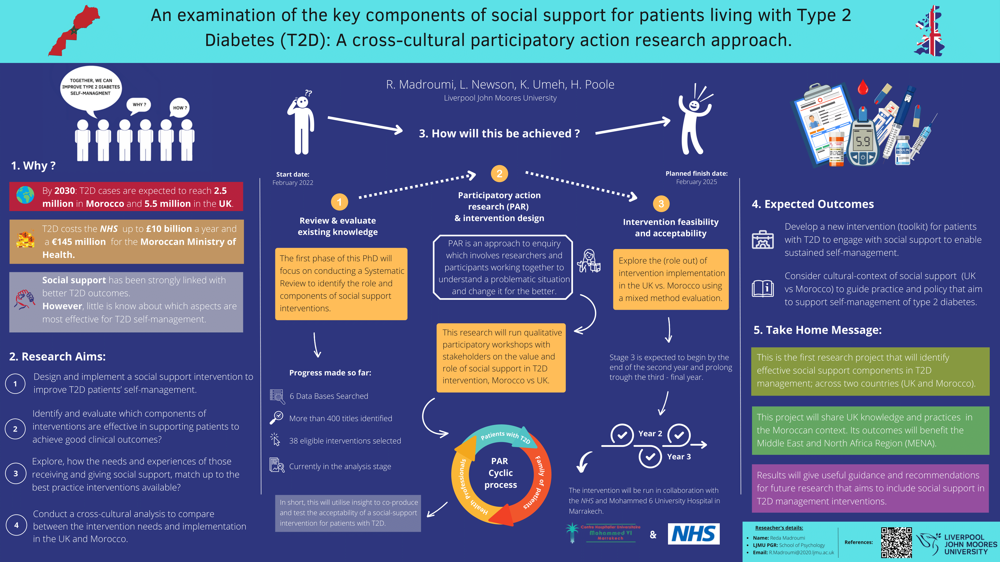 An examination of the key components of social support for patients living with Type 2
Diabetes (T2D): A cross-cultural participatory action research approach.
TOGETHER, WE CAN
IMPROVE TYPE 2 DIABETES
SELF-MANAGMENT
WHY ?
HOW ?
1. Why ?
By 2030: T2D cases are expected to reach 2.5
million in Morocco and 5.5 million in the UK.
T2D costs the NHS up to £10 billion a year and
a €145 million for the Moroccan Ministry of
Health.
Social support has been strongly linked with
better T2D outcomes.
However, little is know about which aspects are
most effective for T2D self-management.
2. Research Aims:
1
Design and implement a social support intervention to
improve T2D patients’ self-management.
2
Identify and evaluate which components of
interventions are effective in supporting patients to
achieve good clinical outcomes?
3
Explore, how the needs and experiences of those
receiving and giving social support, match up to the
best practice interventions available?
4
Conduct a cross-cultural analysis to compare
between the intervention needs and implementation
in the UK and Morocco.
R. Madroumi, L. Newson, K. Umeh, H. Poole
Liverpool John Moores University
??
3. How will this be achieved ?
Start date:
February 2022
Planned finish date:
February 2025
1
Review & evaluate
existing knowledge
The first phase of this PhD will
focus on conducting a Systematic
Review to identify the role and
components of social support
interventions.
Progress made so far:
6 Data Bases Searched
More than 400 titles identified
38 eligible interventions selected
Currently in the analysis stage
In short, this will utilise insight to co-produce
and test the acceptability of a social-support
intervention for patients with T2D.
2
Participatory action
research (PAR)
& intervention design
PAR is an approach to enquiry
which involves researchers and
participants working together to
understand a problematic situation
and change it for the better.
This research will run qualitative
participatory workshops with
stakeholders on the value and
role of social support in T2D
intervention, Morocco vs UK.
Patients with T2D
Family of patients
Health Professionals
PAR
Cyclic
process
3
Intervention feasibility
and acceptability
Explore the (role out) of
intervention implementation
in the UK vs. Morocco using
a mixed method evaluation.
Stage 3 is expected to begin by the
end of the second year and prolong
trough the third - final year.
Year 2
Year 3
The intervention will be run in collaboration with
the NHS and Mohammed 6 University Hospital in
Marrakech.
Centre Hospitalier Universitaire
Mohammed VI
Marrakech
&
NHS
5.9
INSULIN
4. Expected Outcomes
Develop a new intervention (toolkit) for patients
with T2D to engage with social support to enable
sustained self-management.
Consider cultural-context of social support (UK
vs Morocco) to guide practice and policy that aim
to support self-management of type 2 diabetes.
5. Take Home Message:
This is the first research project that will identify
effective social support components in T2D
management; across two countries (UK and Morocco).
This project will share UK knowledge and practices in
the Moroccan context. Its outcomes will benefit the
Middle East and North Africa Region (MENA).
Results will give useful guidance and recommendations
for future research that aims to include social support in
T2D management interventions.
Reseacher's details:
• Name: Reda Madroumi
• LJMU PGR: School of Psychology
• Email: R.Madroumi@2020.ljmu.ac.uk
References:
LIVERPOOL
JOHN MOORES
UNIVERSITY